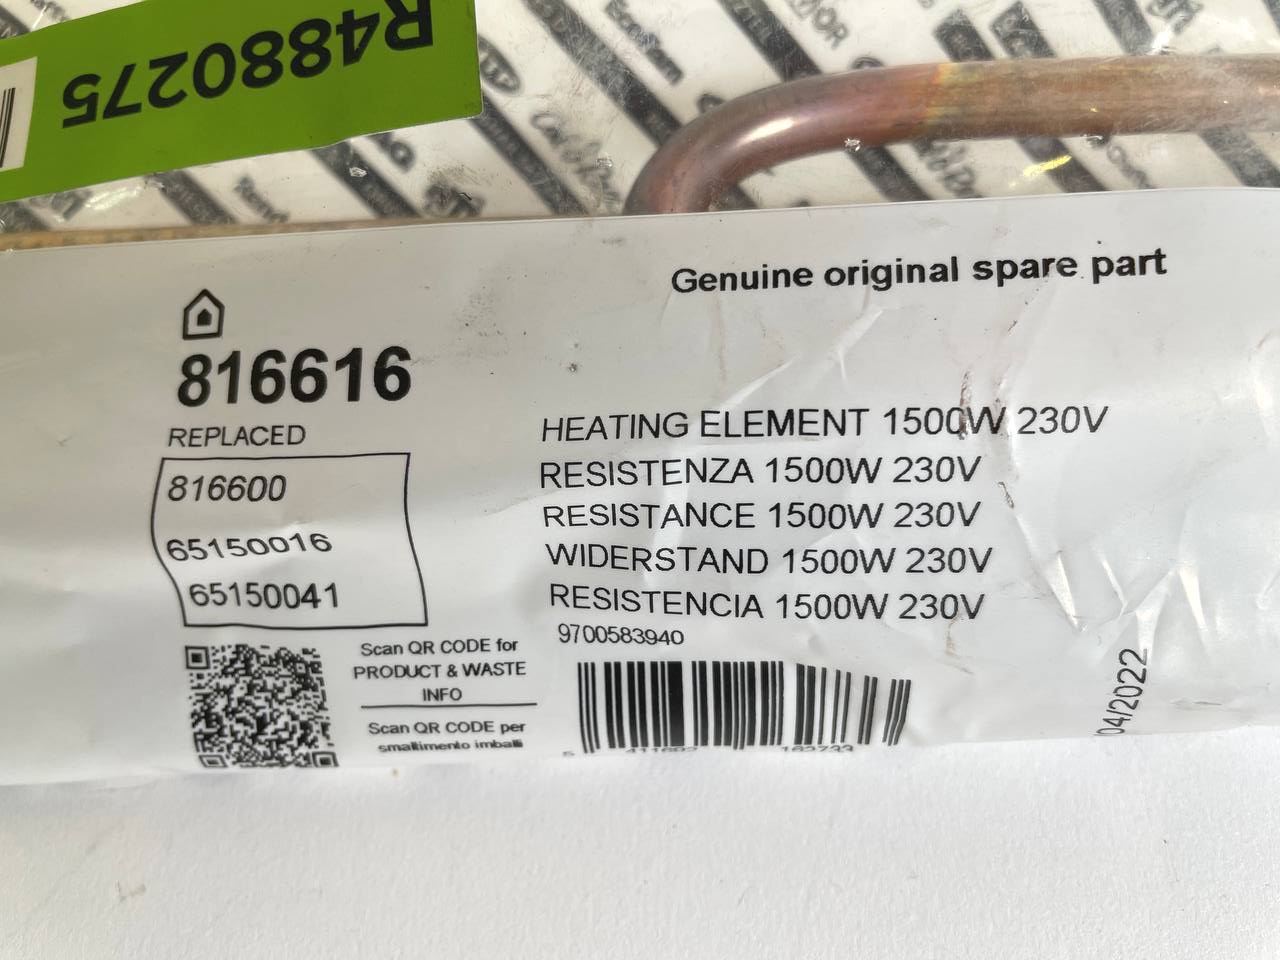 R4880275
Genuine original spare part
816616
REPLACED
816600
65150016
65150041
HEATING ELEMENT 1500W 230V
RESISTENZA 1500W 230V
RESISTANCE 1500W 230V
WIDERSTAND 1500W 230V
RESISTENCIA 1500W 230V
9700583940
Scan QR CODE for
PRODUCT & WASTE
INFO
Scan QR CODE per
smaltimento imballi
04/2022